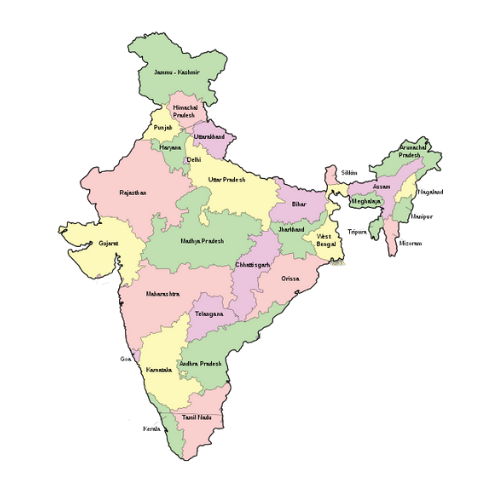 Jammu - Kashmir
Himachal
Pradesh
Punjab
Uttarakhand
Haryana
Delhi
Arunachal
Pradesh
Sikkim
Uttar Pradesh
Assam
Rajasthan
Nagaland
Bihar
Meghalaya
Manipur
Jharkhand
Tripura
West
Bengal
Gujarat
Madhya Pradesh
Mizoram
Chhattisgarh
Orissa
Maharashtra
Telangana
Goa
Andhra Pradesh
Karnataka
Tamil Nadu
Kerala